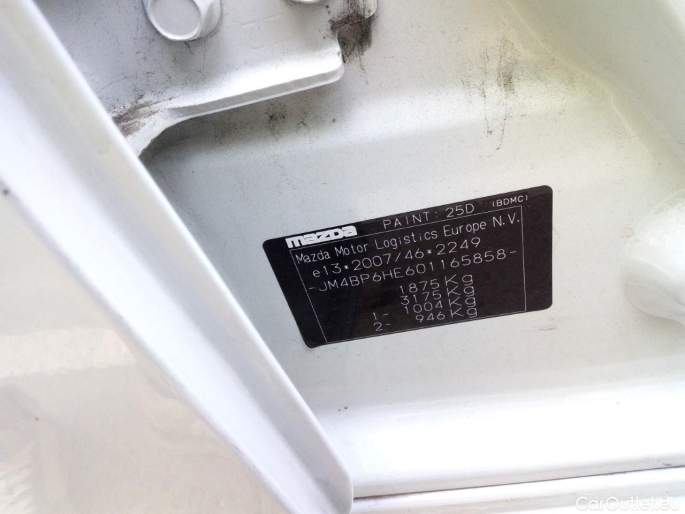 mazda PAINT: 25D (BDMC)
Mazda Motor Logistics Europe N.V.
e13*2007/46*2249
-JM4BP6HE601165858-
1875 Kg
3175 Kg
1- 1004 Kg
2- 946 Kg
CarOutlet.eu